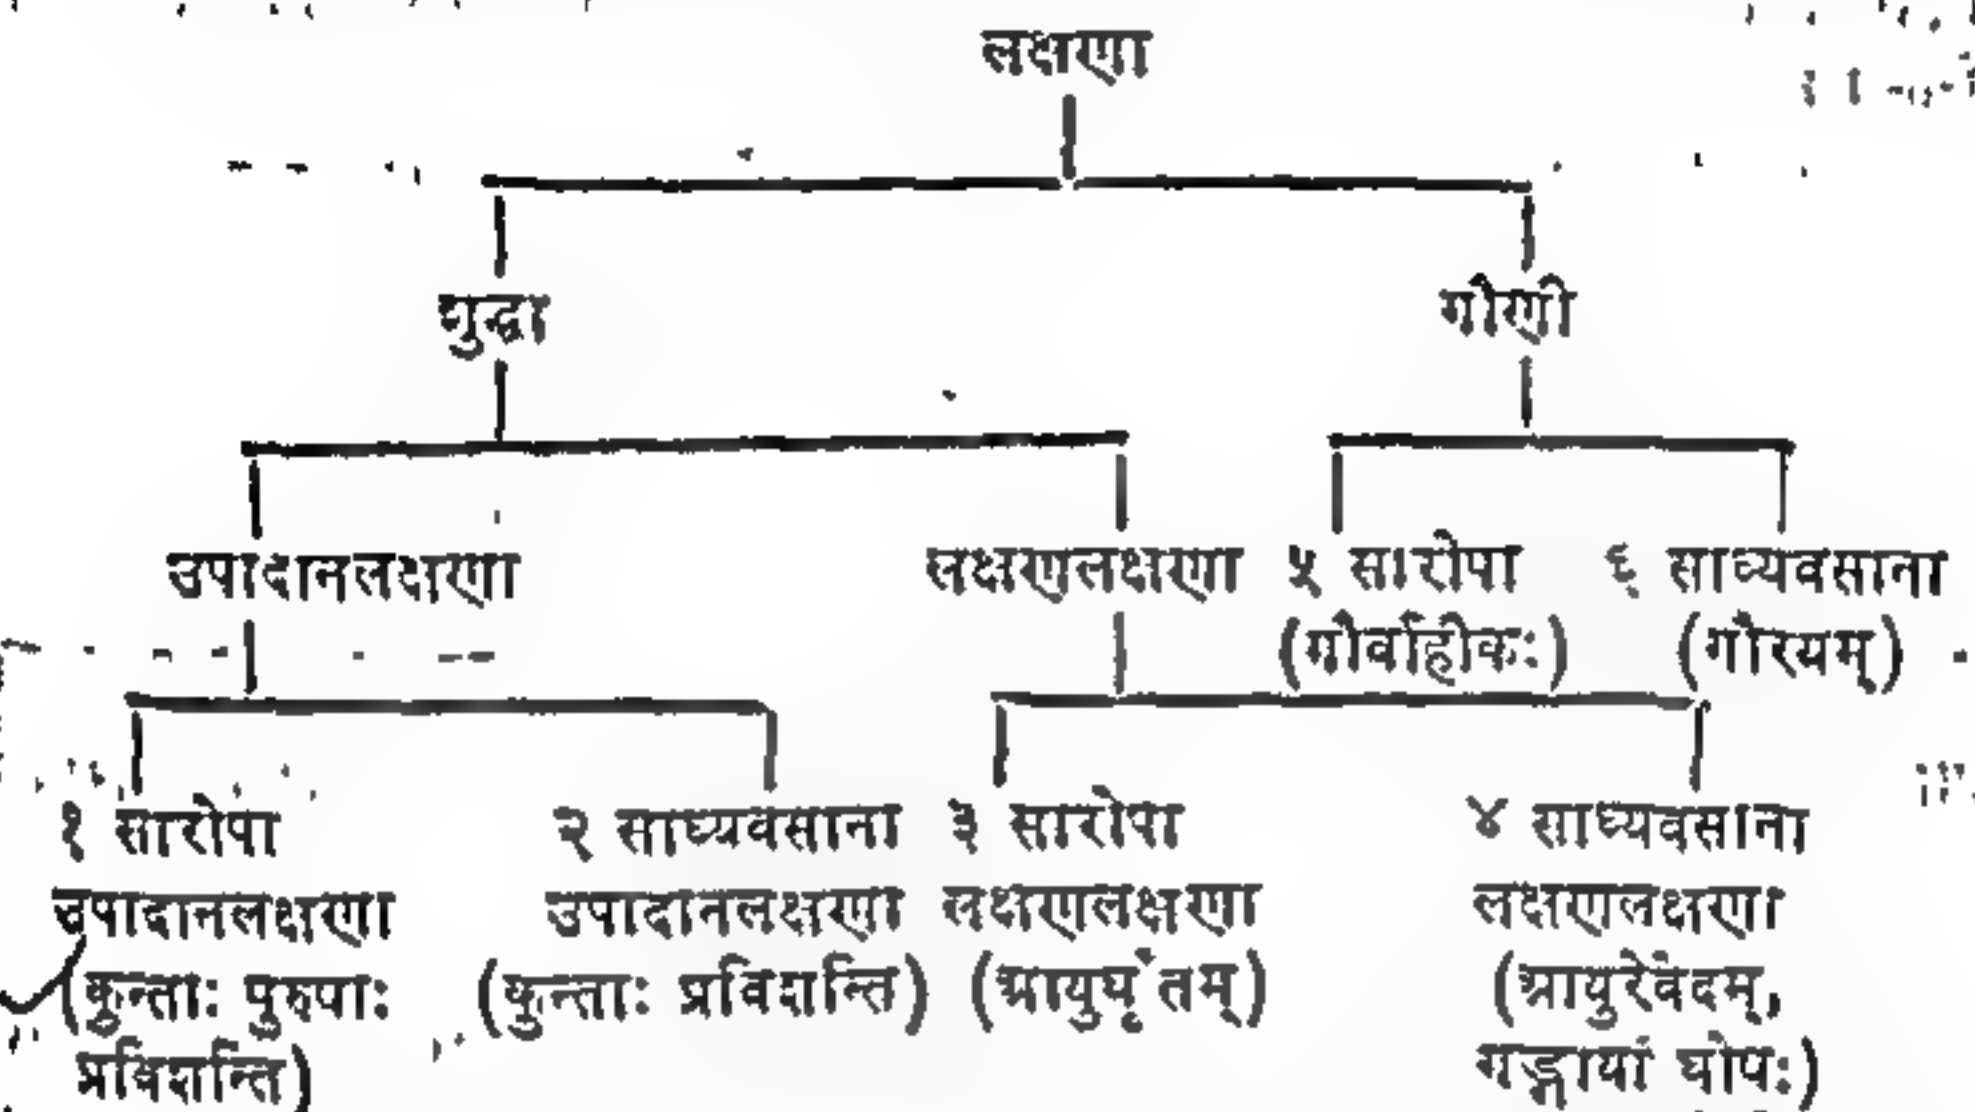 लक्षणा
शुद्धा
गौणी
उपादानलक्षणा
लक्षणलक्षणा
५ सारोपा
(गौर्वाहीकः)
६ साध्यवसाना
(गौरयम्)
१ सारोपा
उपादानलक्षणा
(कुन्ताः पुरुषाः
प्रविशन्ति)
२ साध्यवसाना
उपादानलक्षणा
(कुन्ताः प्रविशन्ति)
३ सारोपा
लक्षणलक्षणा
(आयुर्घृतम्)
४ साध्यवसाना
लक्षणलक्षणा
(आयुरेवेदम्,
गङ्गायां घोषः)